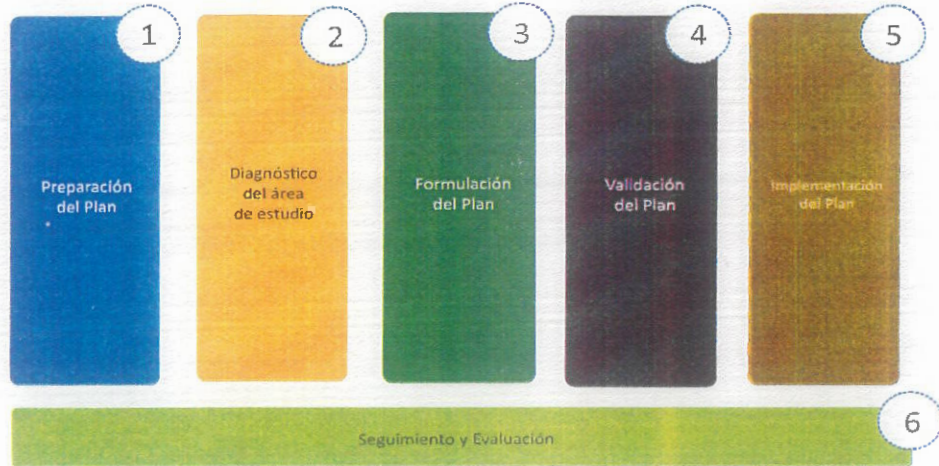 1
Preparación
del Plan
2
Diagnóstico
del área
de estudio
3
Formulación
del Plan
4
Validación
del Plan
5
Implementación
del Plan
6
Seguimiento y Evaluación